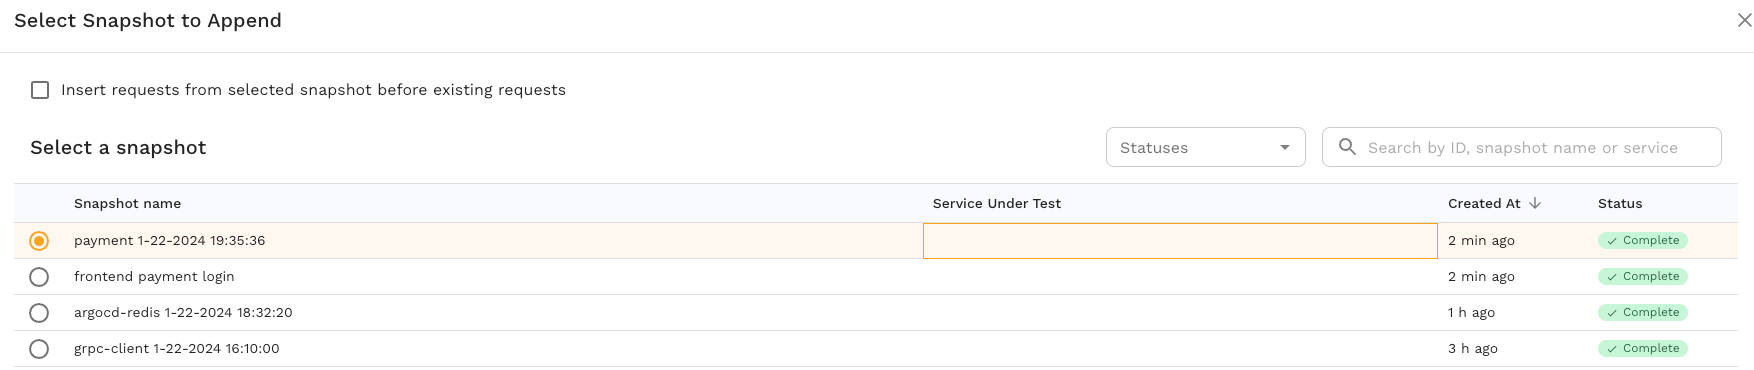 Select Snapshot to Append
Insert requests from selected snapshot before existing requests
Select a snapshot
Statuses
Search by ID, snapshot name or service
Snapshot name Service Under Test Created At Status
payment 1-22-2024 19:35:36 2 min ago Complete
frontend payment login 2 min ago Complete
argocd-redis 1-22-2024 18:32:20 1 h ago Complete
grpc-client 1-22-2024 16:10:00 3 h ago Complete